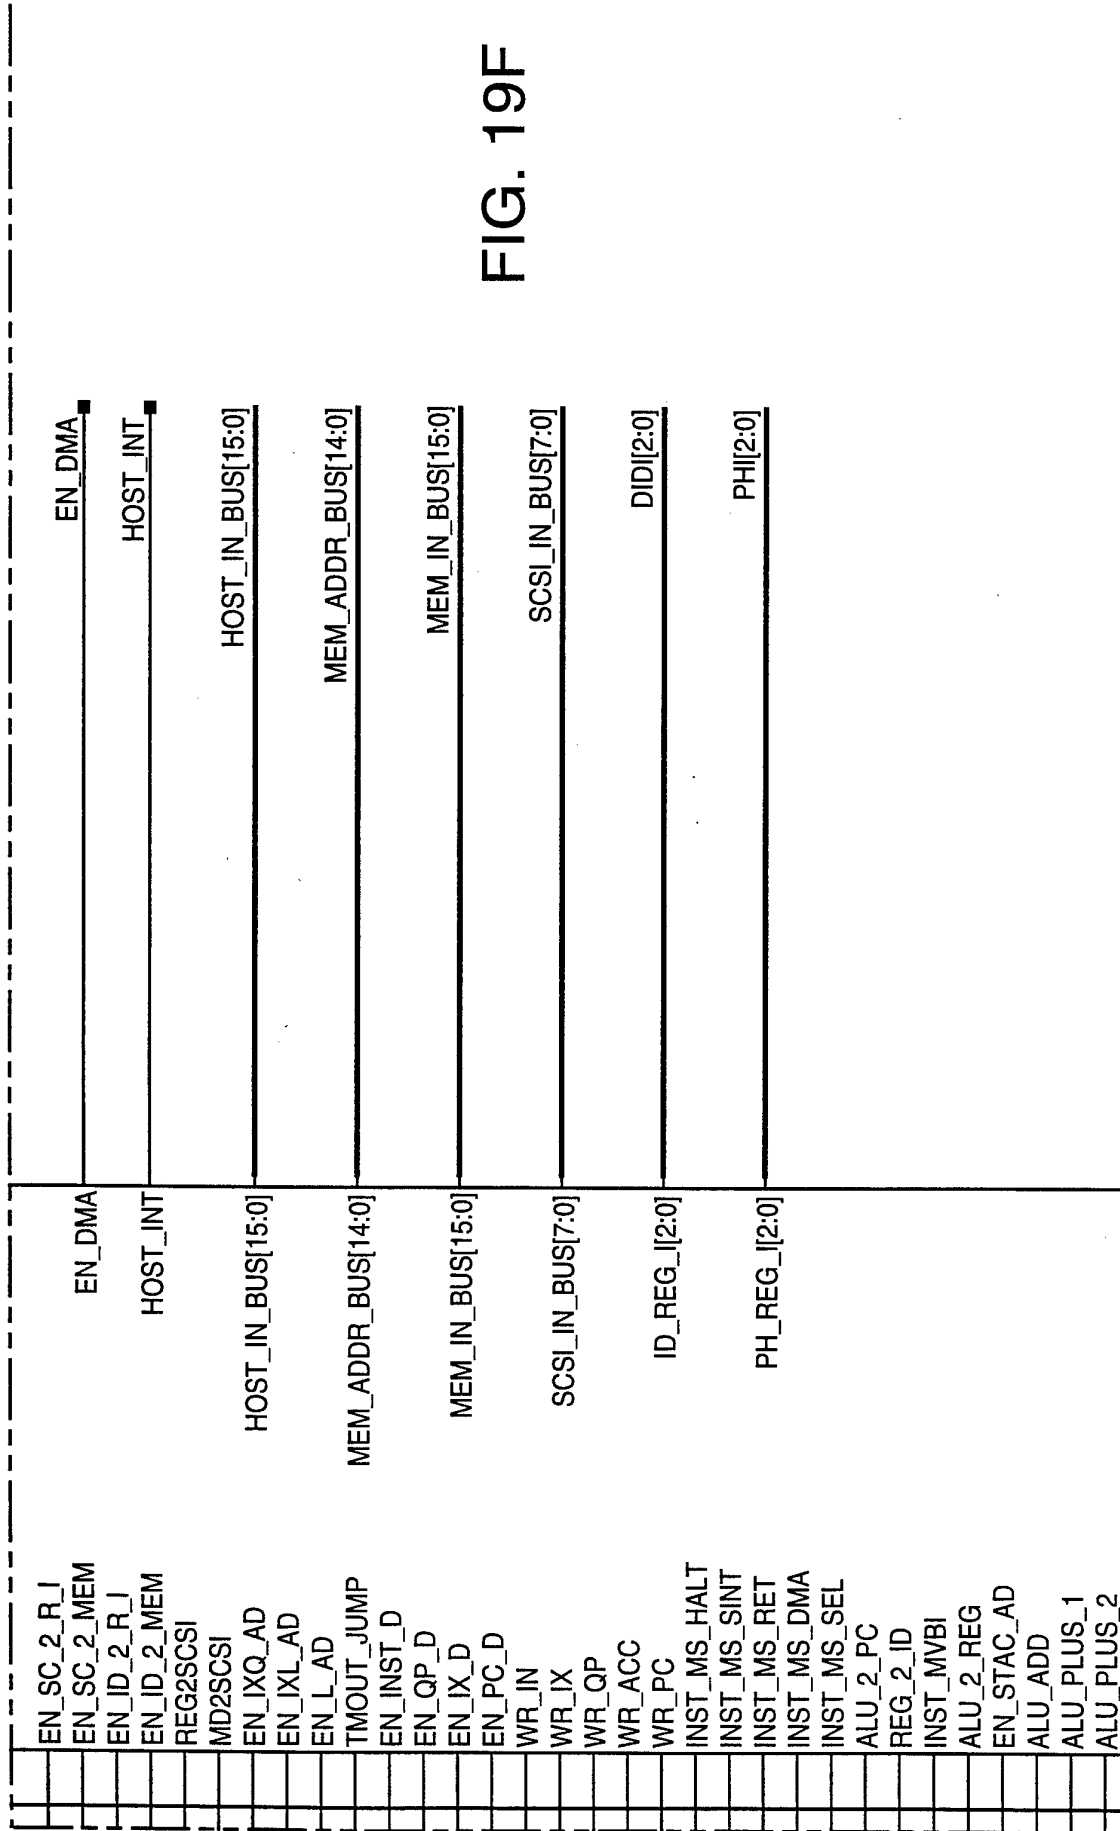 FIG. 19F
EN_DMA
HOST_INT
HOST_IN_BUS[15:0]
MEM_ADDR_BUS[14:0]
MEM_IN_BUS[15:0]
SCSI_IN_BUS[7:0]
DIDI[2:0]
PHI[2:0]
EN_DMA
HOST_INT
HOST_IN_BUS[15:0]
MEM_ADDR_BUS[14:0]
MEM_IN_BUS[15:0]
SCSI_IN_BUS[7:0]
ID_REG_I[2:0]
PH_REG_I[2:0]
EN_SC_2_R_I
EN_SC_2_MEM
EN_ID_2_R_I
EN_ID_2_MEM
REG2SCSI
MD2SCSI
EN_IXQ_AD
EN_IXL_AD
EN_L_AD
TMOUT_JUMP
EN_INST_D
EN_QP_D
EN_IX_D
EN_PC_D
WR_IN
WR_IX
WR_QP
WR_ACC
WR_PC
INST_MS_HALT
INST_MS_SINT
INST_MS_RET
INST_MS_DMA
INST_MS_SEL
ALU_2_PC
REG_2_ID
INST_MVBI
ALU_2_REG
EN_STAC_AD
ALU_ADD
ALU_PLUS_1
ALU_PLUS_2